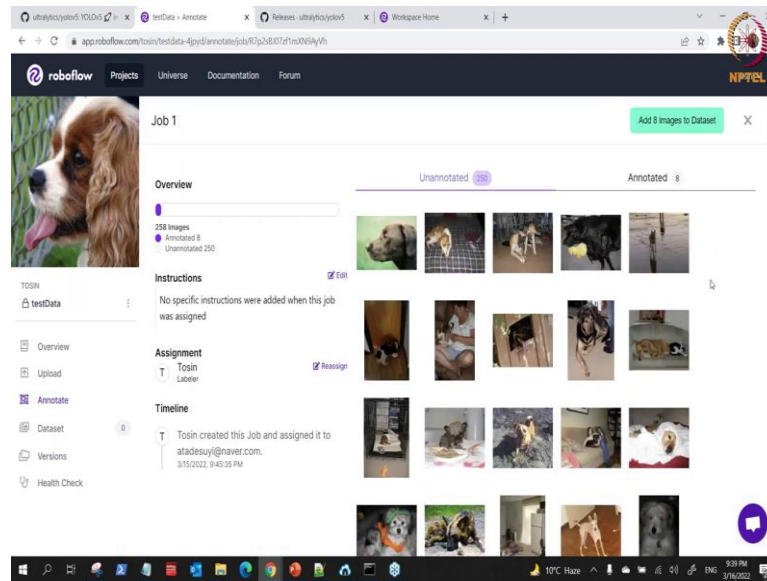 ultralytics/yolov5: YOLOv5
testData > Annotate
Releases · ultralytics/yolov5
Workspace Home
app.roboflow.com/tosin/testdata-4jpyd/annotate/job/
roboflow
Projects
Universe
Documentation
Forum
NPTEL
Job 1
Add 8 Images to Dataset
Overview
258 Images
Annotated 8
Unannotated 250
Unannotated 250
Annotated 8
Instructions
Edit
No specific instructions were added when this job
was assigned
Assignment
T
Tosin
Labeler
Reassign
Timeline
T
Tosin created this Job and assigned it to
atadesuyi@naver.com.
3/15/2022, 9:45:35 PM
TOSIN
testData
Overview
Upload
Annotate
Dataset 0
Versions
Health Check
10°C Haze
ENG
9:39 PM
3/16/2022